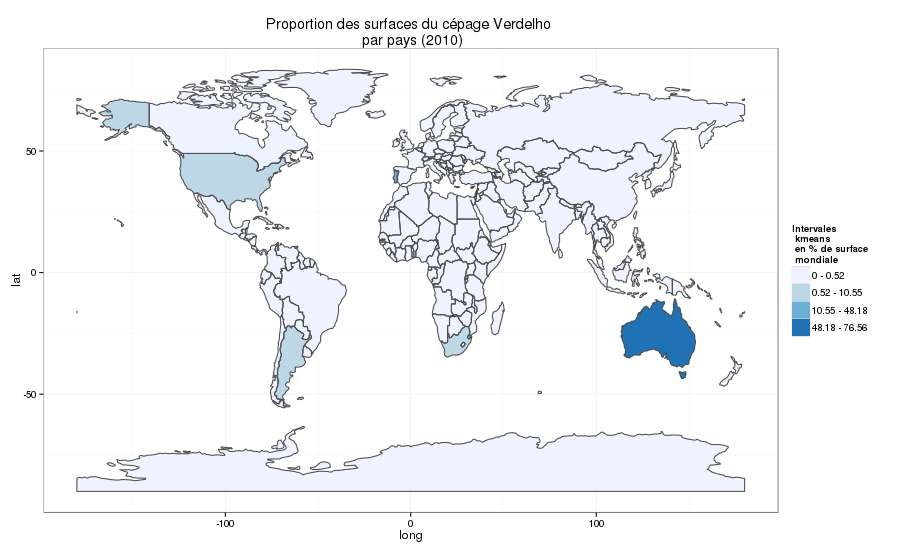 Proportion des surfaces du cépage Verdelho
par pays (2010)
50
0
-50
lat
-100
0
100
long
Intervales
kmeans
en % de surface
mondiale
0 - 0.52
0.52 - 10.55
10.55 - 48.18
48.18 - 76.56